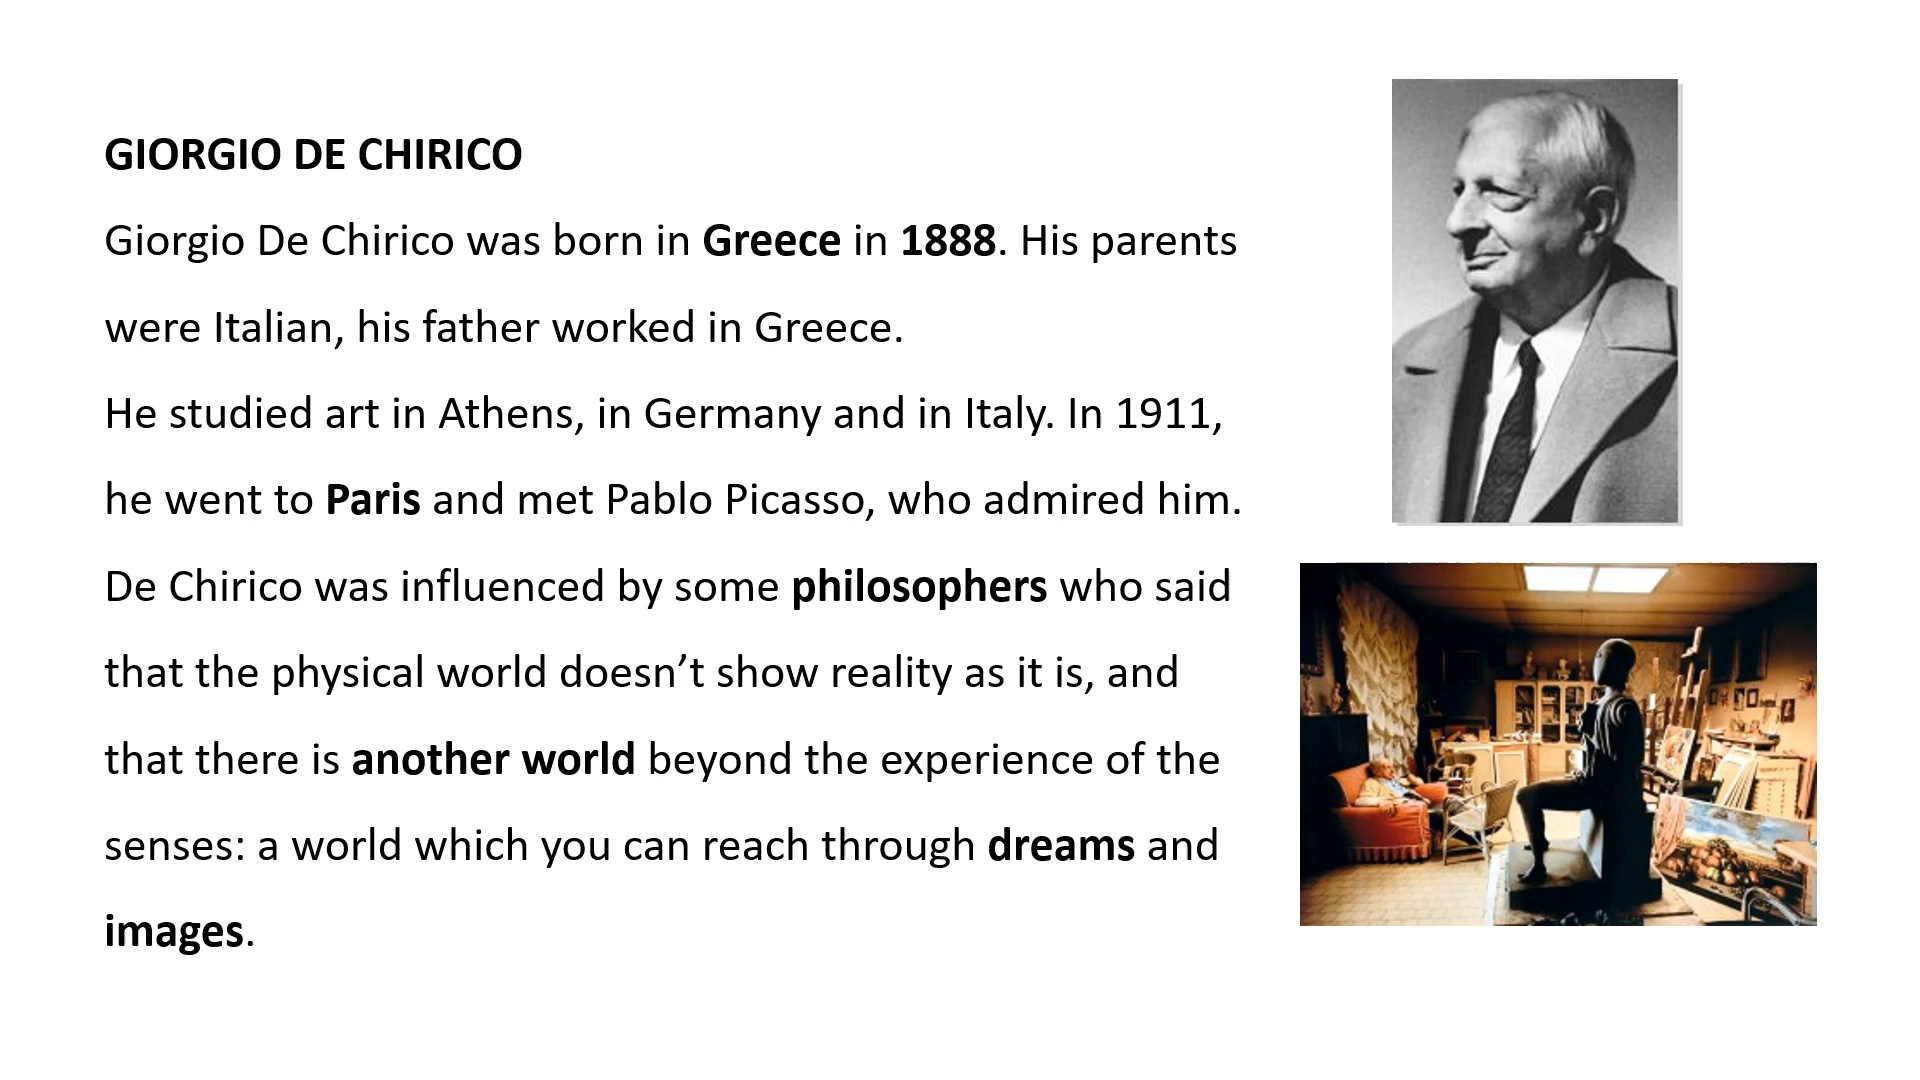 GIORGIO DE CHIRICO
Giorgio De Chirico was born in Greece in 1888. His parents
were Italian, his father worked in Greece.
He studied art in Athens, in Germany and in Italy. In 1911,
he went to Paris and met Pablo Picasso, who admired him.
De Chirico was influenced by some philosophers who said
that the physical world doesn’t show reality as it is, and
that there is another world beyond the experience of the
senses: a world which you can reach through dreams and
images.